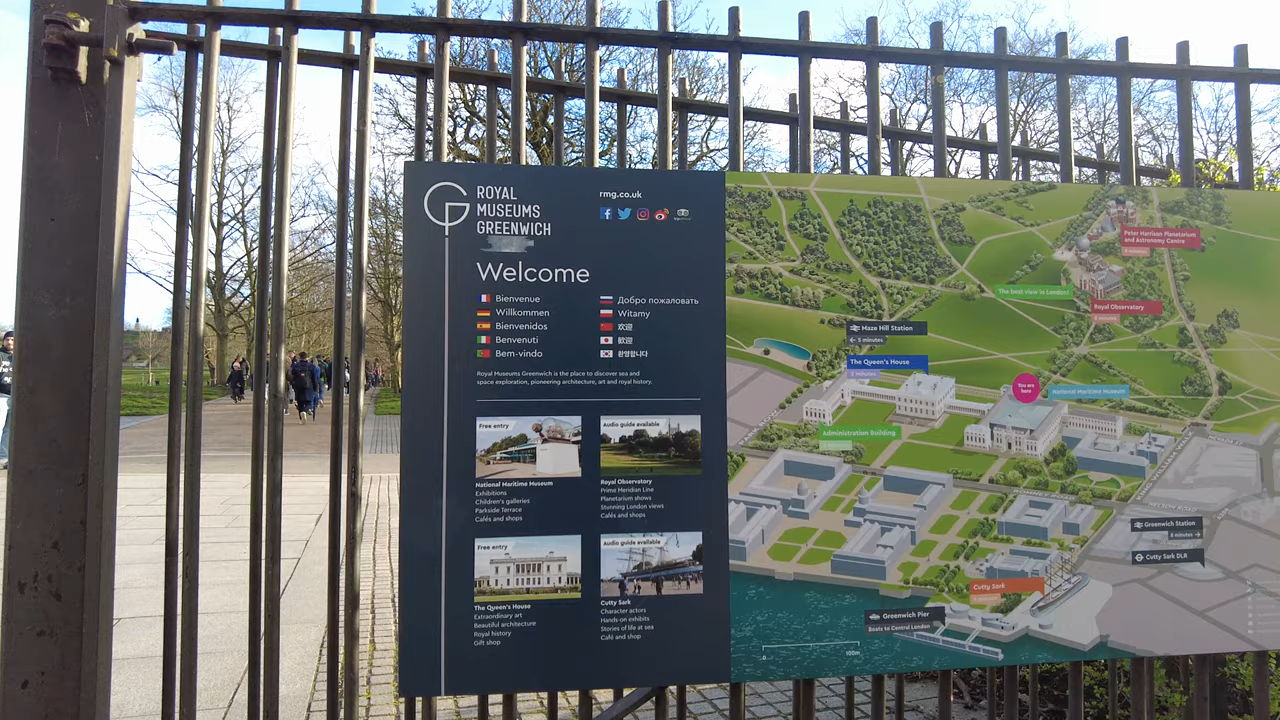 ROYAL
MUSEUMS
GREENWICH
rmg.co.uk
Welcome
Bienvenue
Willkommen
Bienvenidos
Benvenuti
Bem-vindo
Добро пожаловать
Witamy
欢迎
歓迎
환영합니다
Royal Museums Greenwich is the place to discover sea and
space exploration, pioneering architecture, art and royal history.
Free entry
National Maritime Museum
Exhibitions
Children's galleries
Parkside Terrace
Cafés and shops
Audio guide available
Royal Observatory
Prime Meridian Line
Planetarium shows
Stunning London views
Cafés and shops
Free entry
The Queen's House
Extraordinary art
Beautiful architecture
Royal history
Gift shop
Audio guide available
Cutty Sark
Character actors
Hands-on exhibits
Stories of life at sea
Café and shop
Peter Harrison Planetarium
and Astronomy Centre
The best view in London!
Royal Observatory
Maze Hill Station
5 minutes
The Queen's House
You are
here
National Maritime Museum
Administration Building
Greenwich Station
8 minutes
Cutty Sark DLR
Cutty Sark
Greenwich Pier
Boats to Central London
0
100m